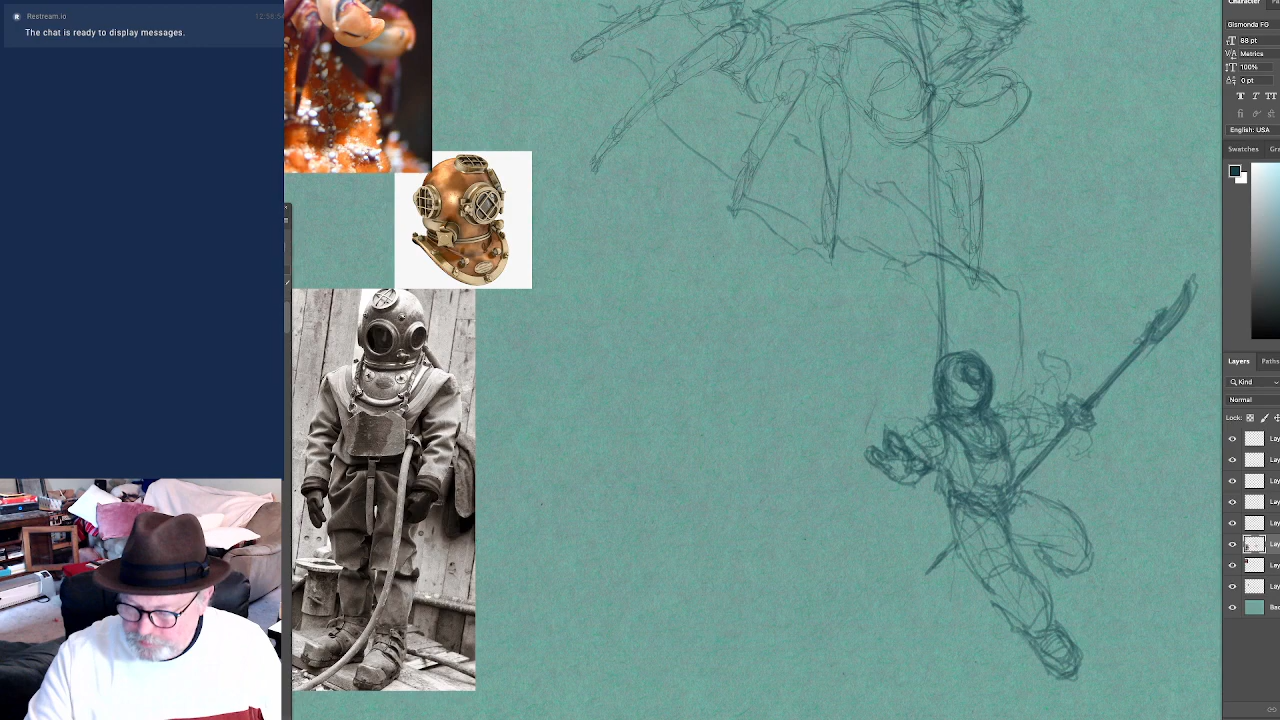 Restream.io
The chat is ready to display messages.
Character
Gismonda FG
88 pt
Metrics
100%
0 pt
English: USA
Swatches
Layers
Paths
Kind
Normal
Lock: